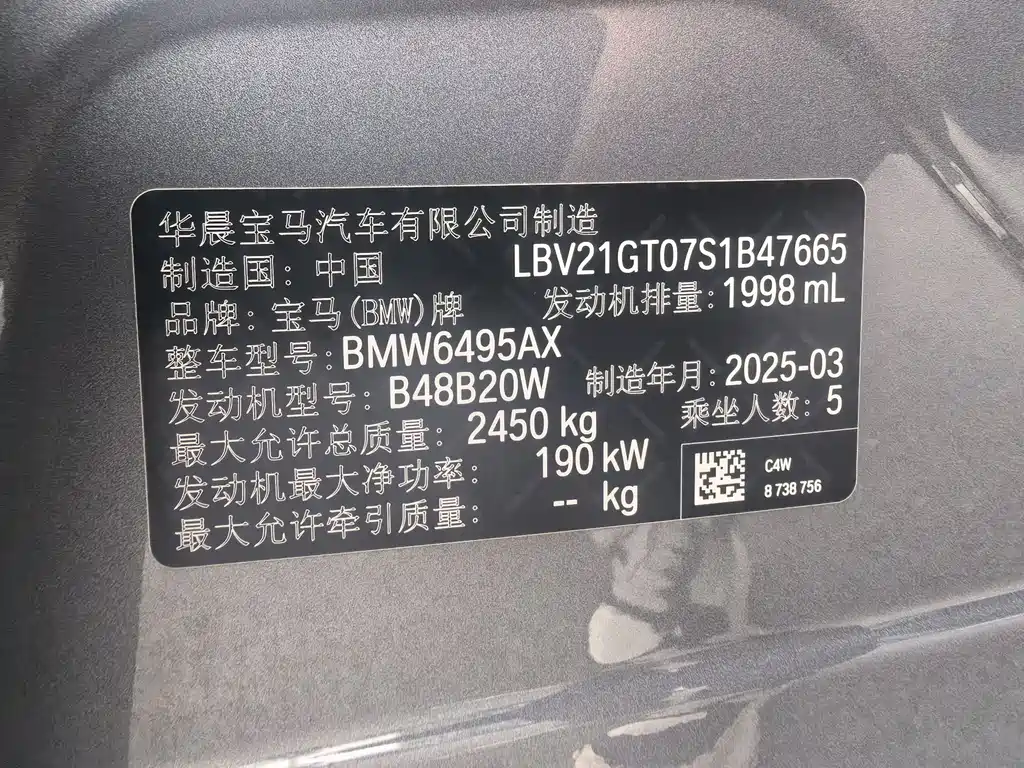 华晨宝马汽车有限公司制造
制造国：中国 LBV21GT07S1B47665
品牌：宝马(BMW)牌 发动机排量：1998 mL
整车型号：BMW6495AX
发动机型号：B48B20W 制造年月：2025-03
最大允许总质量：2450 kg 乘坐人数：5
发动机最大净功率：190 kW
最大允许牵引质量：-- kg
C4W
8 738 756